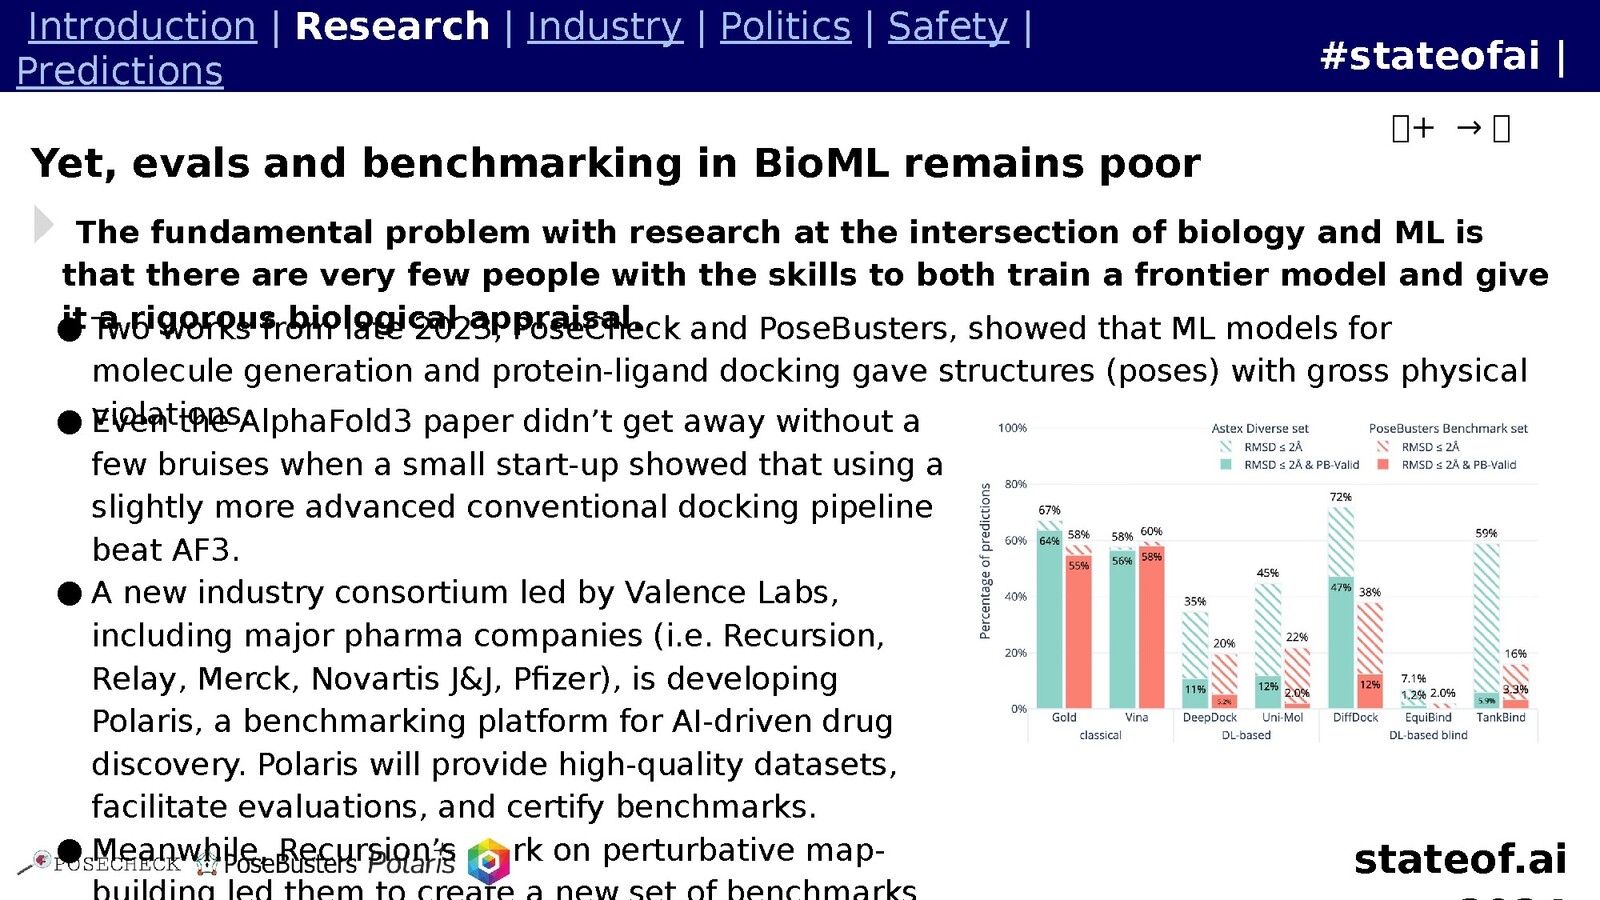 Introduction | Research | Industry | Politics | Safety |
Predictions
#stateofai |
+ →
Yet, evals and benchmarking in BioML remains poor
The fundamental problem with research at the intersection of biology and ML is
that there are very few people with the skills to both train a frontier model and give
it a rigorous biological appraisal.
● Two works from late 2023, PoseCheck and PoseBusters, showed that ML models for
molecule generation and protein-ligand docking gave structures (poses) with gross physical
violations.
● Even the AlphaFold3 paper didn’t get away without a
few bruises when a small start-up showed that using a
slightly more advanced conventional docking pipeline
beat AF3.
● A new industry consortium led by Valence Labs,
including major pharma companies (i.e. Recursion,
Relay, Merck, Novartis J&J, Pfizer), is developing
Polaris, a benchmarking platform for AI-driven drug
discovery. Polaris will provide high-quality datasets,
facilitate evaluations, and certify benchmarks.
● Meanwhile, Recursion’s work on perturbative map-
building led them to create a new set of benchmarks
Astex Diverse set
RMSD ≤ 2Å
RMSD ≤ 2Å & PB-Valid
PoseBusters Benchmark set
RMSD ≤ 2Å
RMSD ≤ 2Å & PB-Valid
Percentage of predictions
100%
80%
60%
40%
20%
0%
67% 64% 58% 55%
58% 56% 60% 58%
35% 11% 20% 5.2%
45% 12% 22% 2.0%
72% 47% 38% 12%
7.1% 1.2% 2.0%
59% 5.9% 16% 3.3%
Gold Vina DeepDock Uni-Mol DiffDock EquiBind TankBind
classical DL-based DL-based blind
POSECHECK PoseBusters Polaris
stateof.ai